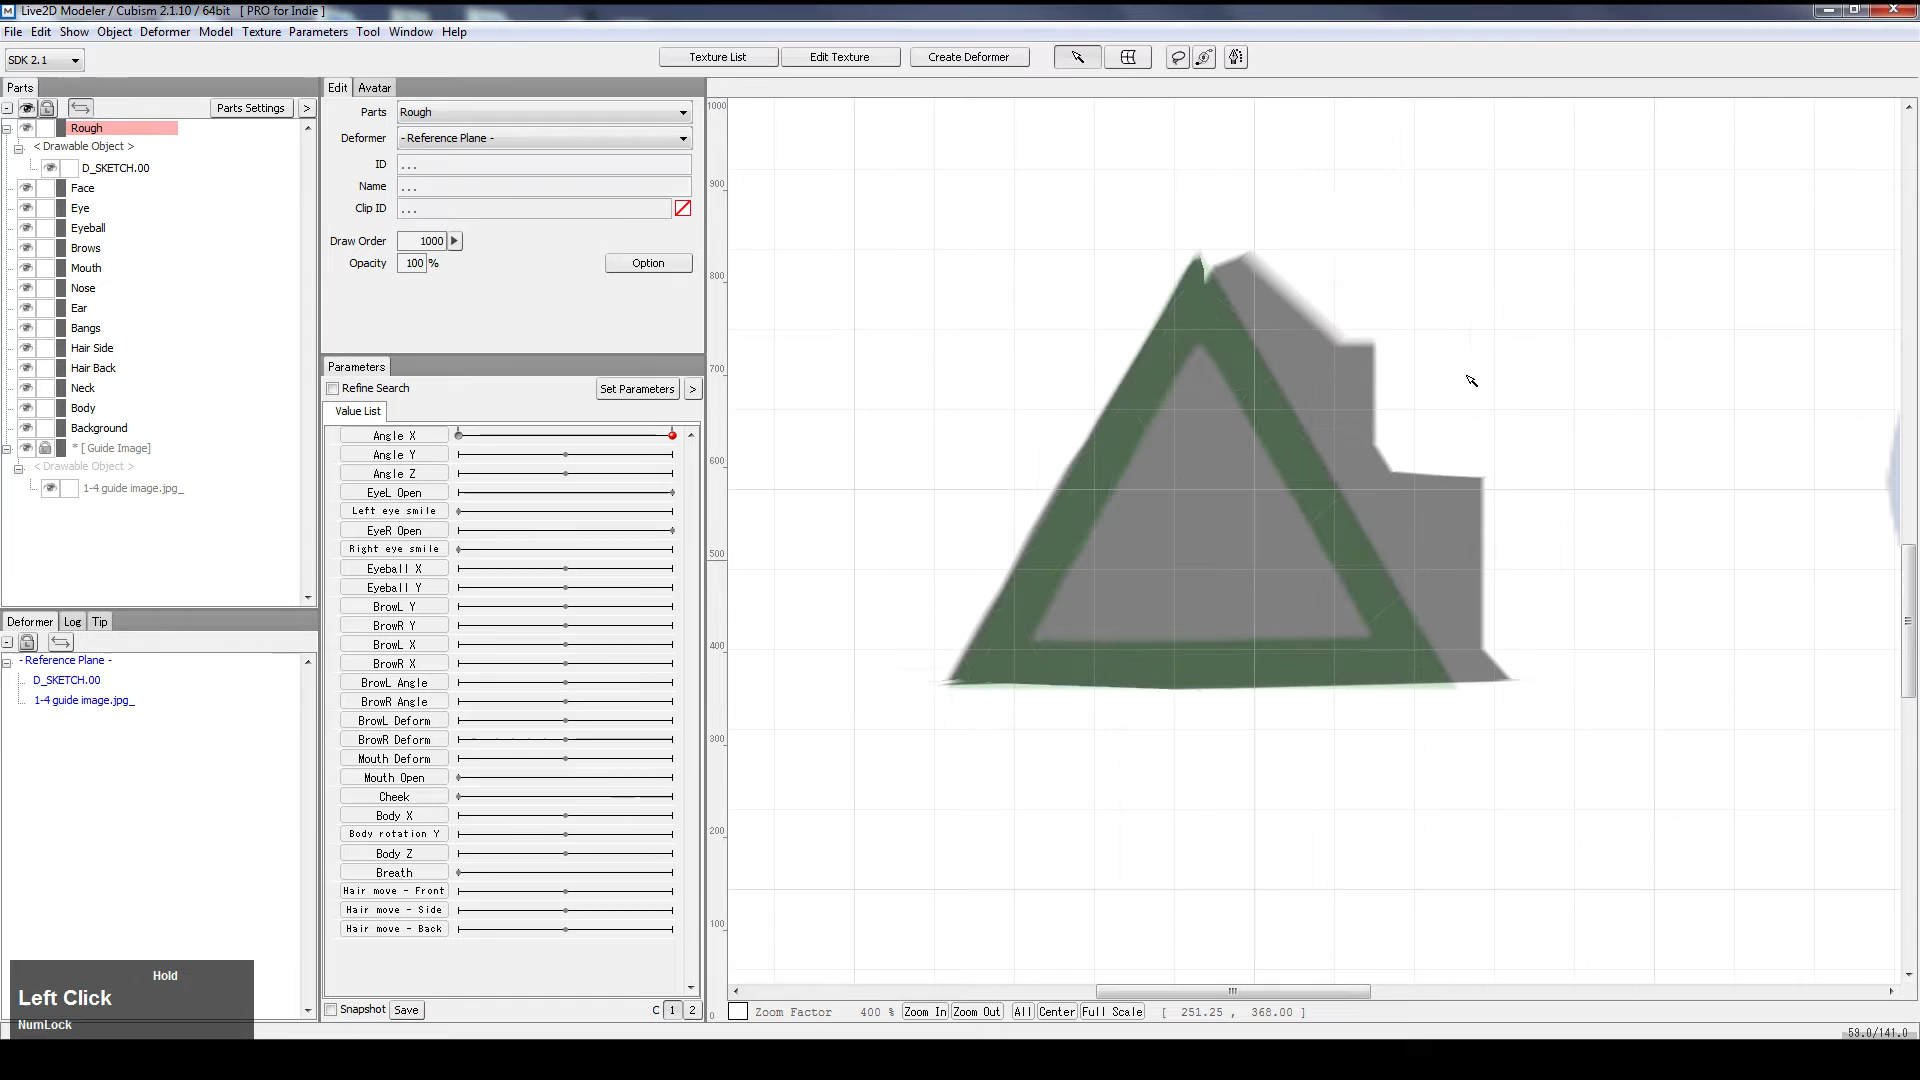 Live2D Modeler / Cubism 2.1.10 / 64bit   [ PRO for Indie ]
File Edit Show Object Deformer Model Texture Parameters Tool Window Help
SDK 2.1 Texture List Edit Texture Create Deformer
Parts
Parts Settings >
Rough
< Drawable Object >
D_SKETCH.00
Face
Eye
Eyeball
Brows
Mouth
Nose
Ear
Bangs
Hair Side
Hair Back
Neck
Body
Background
* [ Guide Image]
< Drawable Object >
1-4 guide image.jpg_
Deformer Log Tip
- Reference Plane -
D_SKETCH.00
1-4 guide image.jpg_
Hold
Left Click
NumLock
Edit Avatar
Parts Rough
Deformer - Reference Plane -
ID ...
Name ...
Clip ID ...
Draw Order 1000
Opacity 100 % Option
Parameters
Refine Search Set Parameters >
Value List
Angle X
Angle Y
Angle Z
EyeL Open
Left eye smile
EyeR Open
Right eye smile
Eyeball X
Eyeball Y
BrowL Y
BrowR Y
BrowL X
BrowR X
BrowL Angle
BrowR Angle
BrowL Deform
BrowR Deform
Mouth Deform
Mouth Open
Cheek
Body X
Body rotation Y
Body Z
Breath
Hair move - Front
Hair move - Side
Hair move - Back
Snapshot Save C 1 2
1000
900
800
700
600
500
400
300
200
100
0
Zoom Factor 400 % Zoom In Zoom Out All Center Full Scale [ 251.25 , 368.00 ]
59.0/141.0